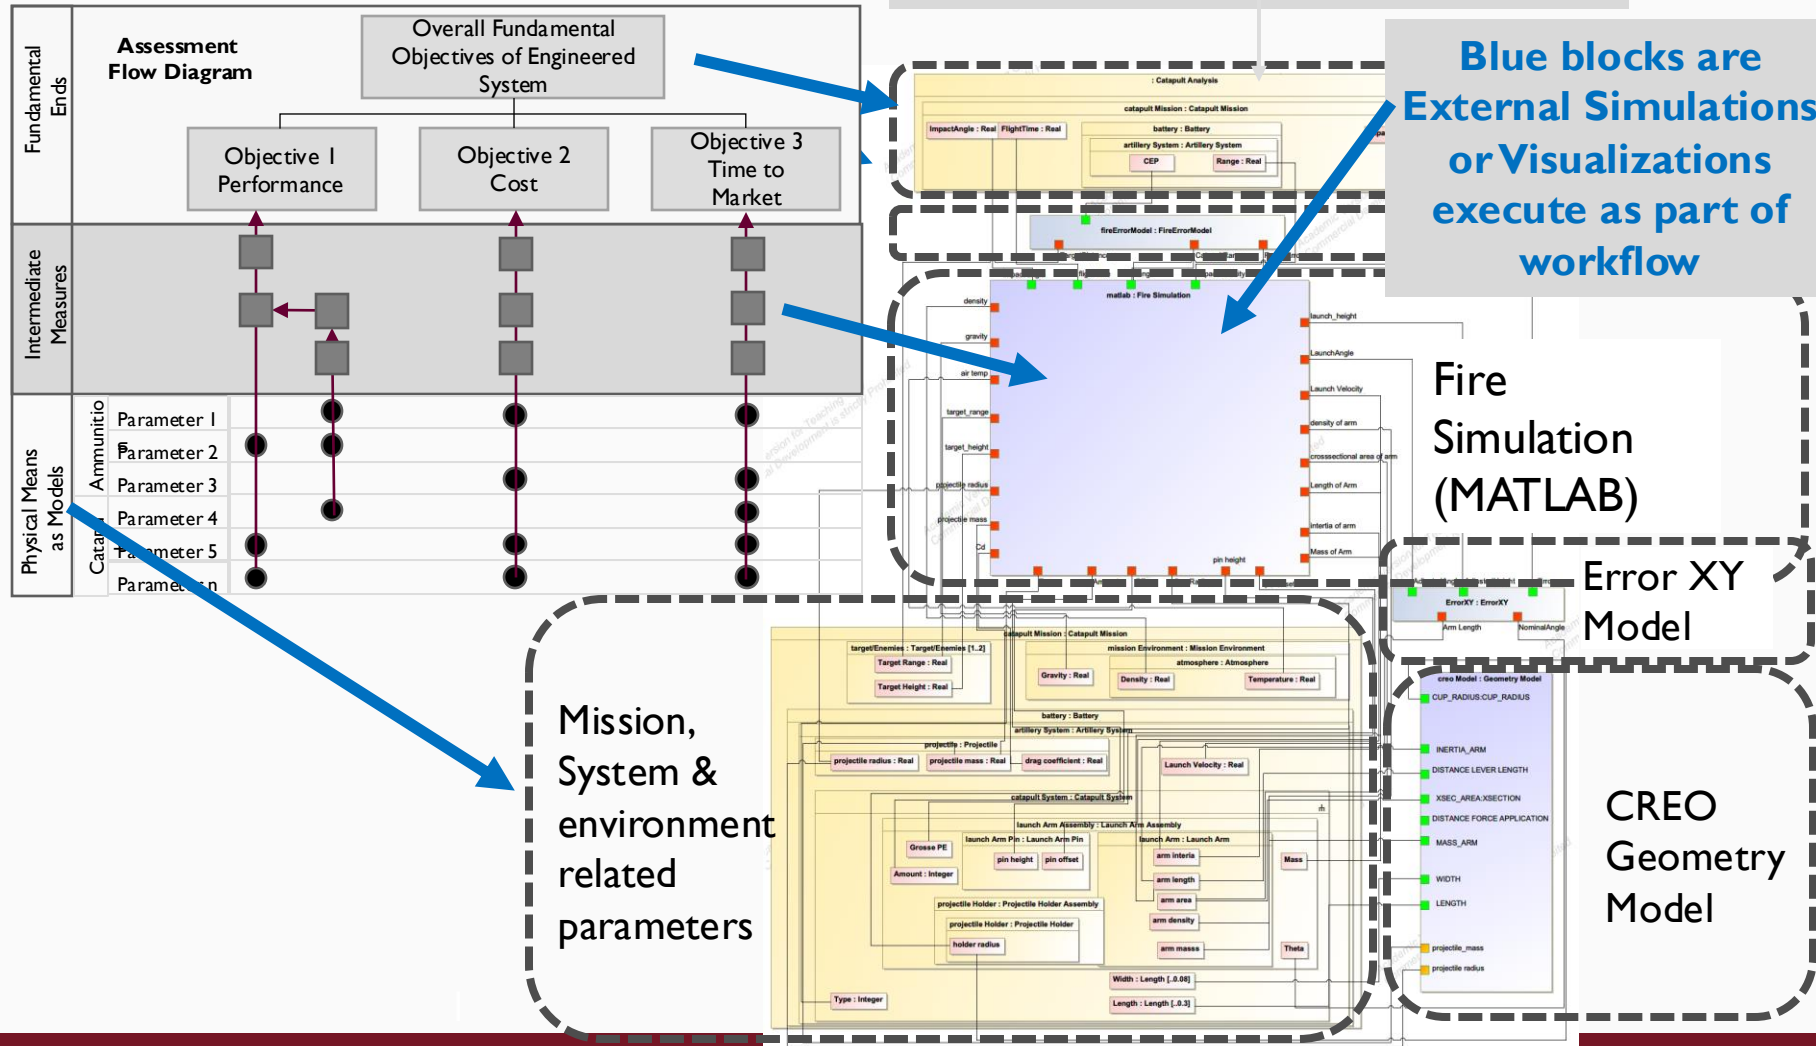 Assessment
Flow Diagram
Fundamental
Ends
Overall Fundamental
Objectives of Engineered
System
Objective 1
Performance
Objective 2
Cost
Objective 3
Time to
Market
Intermediate
Measures
Physical Means
as Models
Ammunitio
Parameter 1
Parameter 2
Parameter 3
Parameter 4
Parameter 5
Parameter n
Blue blocks are
External Simulations
or Visualizations
execute as part of
workflow
: Catapult Analysis
catapult Mission : Catapult Mission
ImpactAngle : Real
FlightTime : Real
battery : Battery
artillery System : Artillery System
CEP
Range : Real
fireErrorModel : FireErrorModel
matlab : Fire Simulation
density
gravity
air temp
target_range
target_height
projectile radius
projectile mass
Cd
launch_height
LaunchAngle
Launch Velocity
density of arm
crosssectional area of arm
Length of Arm
intertia of arm
Mass of Arm
pin height
Fire
Simulation
(MATLAB)
Error XY
Model
ErrorXY : ErrorXY
Arm Length
NominalAngle
Mission,
System &
environment
related
parameters
catapult Mission : Catapult Mission
target/Enemies : Target/Enemies [1..2]
Target Range : Real
Target Height : Real
mission Environment : Mission Environment
atmosphere : Atmosphere
Gravity : Real
Density : Real
Temperature : Real
battery : Battery
artillery System : Artillery System
projectile : Projectile
projectile radius : Real
projectile mass : Real
drag coefficient : Real
Launch Velocity : Real
catapult System : Catapult System
launch Arm Assembly : Launch Arm Assembly
Grosse PE
Amount : Integer
launch Arm Pin : Launch Arm Pin
pin height
pin offset
launch Arm : Launch Arm
arm interia
arm length
arm area
arm density
arm masss
Mass
Theta
projectile Holder : Projectile Holder Assembly
projectile Holder : Projectile Holder
holder radius
Width : Length [..0.08]
Length : Length [..0.3]
Type : Integer
creo Model : Geometry Model
CUP_RADIUS:CUP_RADIUS
INERTIA_ARM
DISTANCE LEVER LENGTH
XSEC_AREA:XSECTION
DISTANCE FORCE APPLICATION
MASS_ARM
WIDTH
LENGTH
projectile_mass
projectile radius
CREO
Geometry
Model